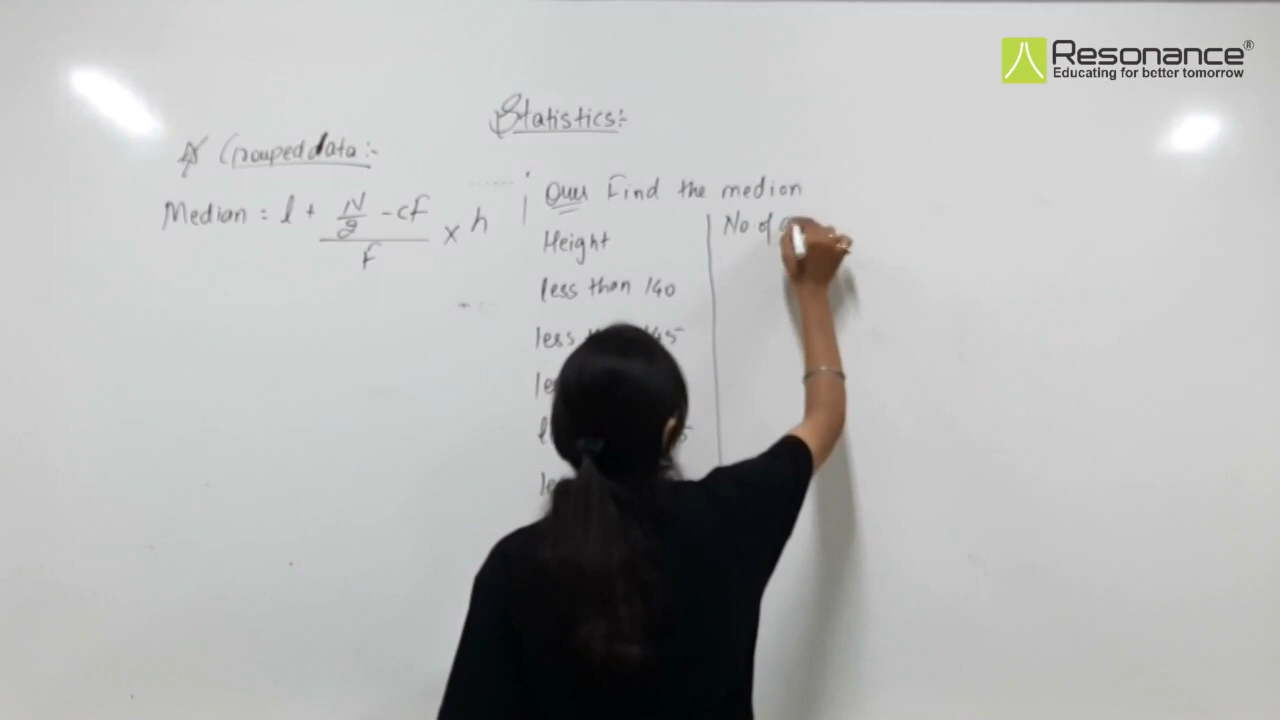 Resonance®
Educating for better tomorrow
Statistics:-
Grouped data:-
Median = l + N/2 - cf / f × h
Ques Find the median
Height
No of
less than 140
less